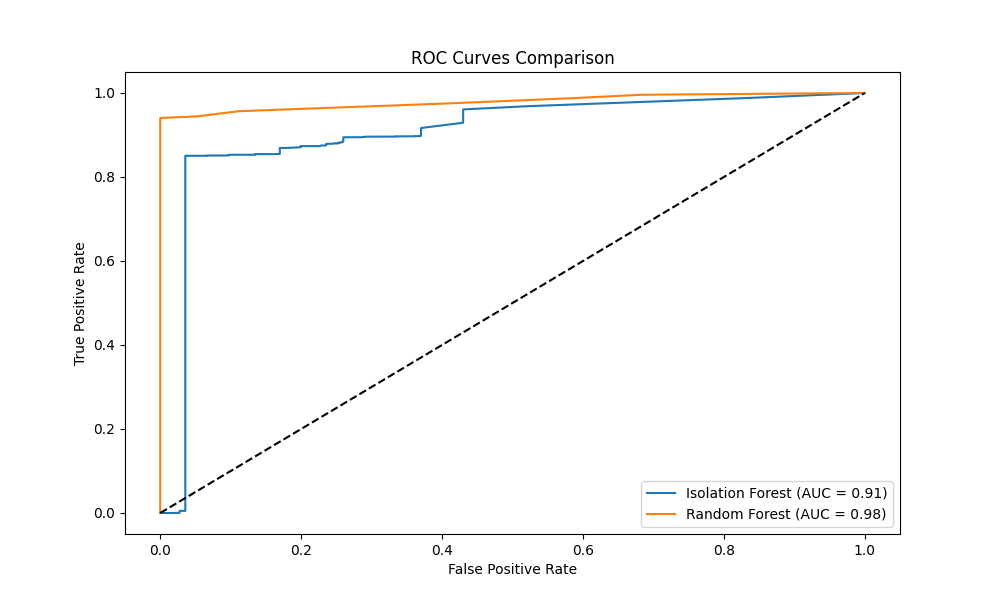 ROC Curves Comparison
True Positive Rate
1.0
0.8
0.6
0.4
0.2
0.0
0.0 0.2 0.4 0.6 0.8 1.0
False Positive Rate
Isolation Forest (AUC = 0.91)
Random Forest (AUC = 0.98)